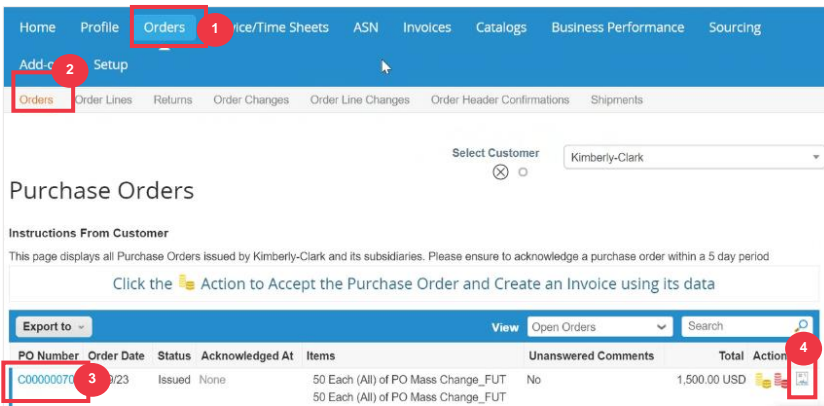 Home Profile Orders 1 vice/Time Sheets ASN Invoices Catalogs Business Performance Sourcing
Add-o 2 Setup
Orders Order Lines Returns Order Changes Order Line Changes Order Header Confirmations Shipments
Select Customer Kimberly-Clark
Purchase Orders
Instructions From Customer
This page displays all Purchase Orders issued by Kimberly-Clark and its subsidiaries. Please ensure to acknowledge a purchase order within a 5 day period
Click the Action to Accept the Purchase Order and Create an Invoice using its data
Export to View Open Orders Search
4
PO Number Order Date Status Acknowledged At Items Unanswered Comments Total Action
C00000070 3 /23 Issued None 50 Each (All) of PO Mass Change_FUT No 1,500.00 USD
50 Each (All) of PO Mass Change_FUT